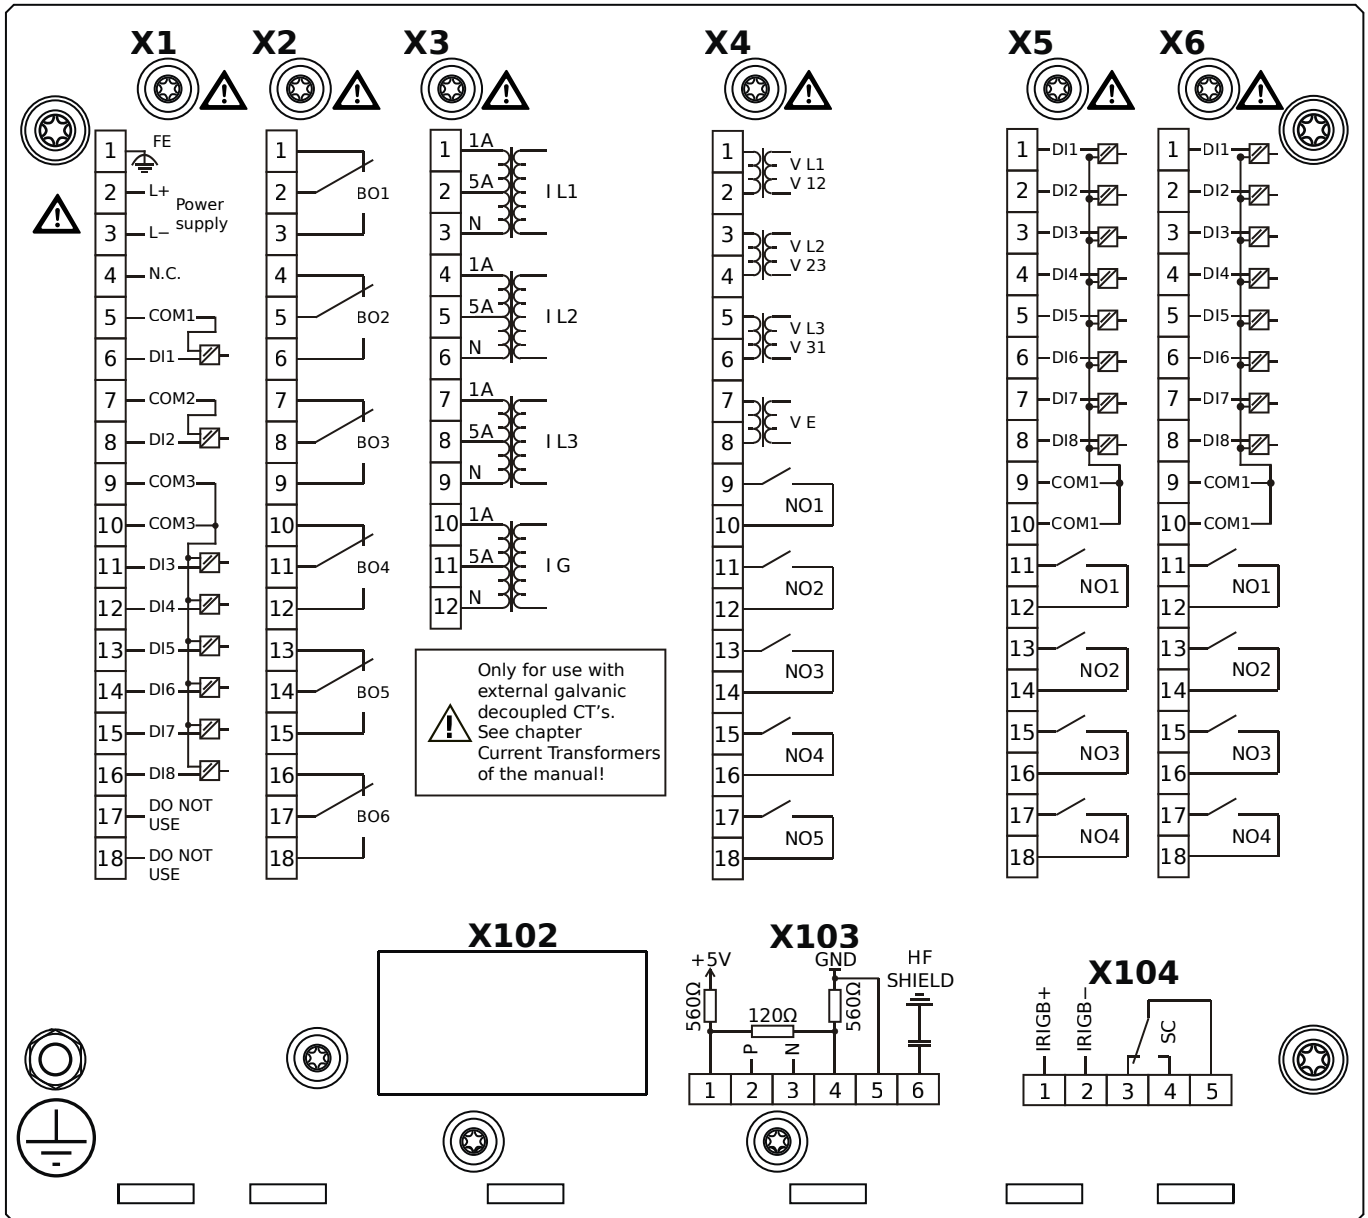 X1
X2
X3
X4
X5
X6
1 FE
2 L+
Power
supply
3 L−
4 N.C.
5 COM1
6 DI1
7 COM2
8 DI2
9 COM3
10 COM3
11 DI3
12 DI4
13 DI5
14 DI6
15 DI7
16 DI8
17 DO NOT
USE
18 DO NOT
USE
1
2 BO1
3
4
5 BO2
6
7
8 BO3
9
10
11 BO4
12
13
14 BO5
15
16
17 BO6
18
1 1A
2 5A I L1
3 N
4 1A
5 5A I L2
6 N
7 1A
8 5A I L3
9 N
10 1A
11 5A I G
12 N
Only for use with
external galvanic
decoupled CT's.
See chapter
Current Transformers
of the manual!
1 V L1
2 V 12
3 V L2
4 V 23
5 V L3
6 V 31
7 V E
8
9
NO1
10
11
NO2
12
13
NO3
14
15
NO4
16
17
NO5
18
1 DI1
2 DI2
3 DI3
4 DI4
5 DI5
6 DI6
7 DI7
8 DI8
9 COM1
10 COM1
11
NO1
12
13
NO2
14
15
NO3
16
17
NO4
18
1 DI1
2 DI2
3 DI3
4 DI4
5 DI5
6 DI6
7 DI7
8 DI8
9 COM1
10 COM1
11
NO1
12
13
NO2
14
15
NO3
16
17
NO4
18
X102
X103
+5V
GND
HF
SHIELD
560Ω
120Ω
560Ω
P
N
1 2 3 4 5 6
X104
IRIGB+
IRIGB−
SC
1 2 3 4 5